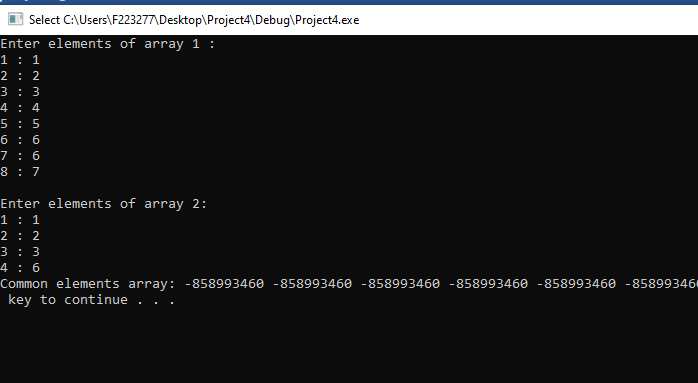 Select C:\Users\F223277\Desktop\Project4\Debug\Project4.exe
Enter elements of array 1 :
1 : 1
2 : 2
3 : 3
4 : 4
5 : 5
6 : 6
7 : 6
8 : 7
Enter elements of array 2:
1 : 1
2 : 2
3 : 3
4 : 6
Common elements array: -858993460 -858993460 -858993460 -858993460 -858993460 -85899346
key to continue . . .